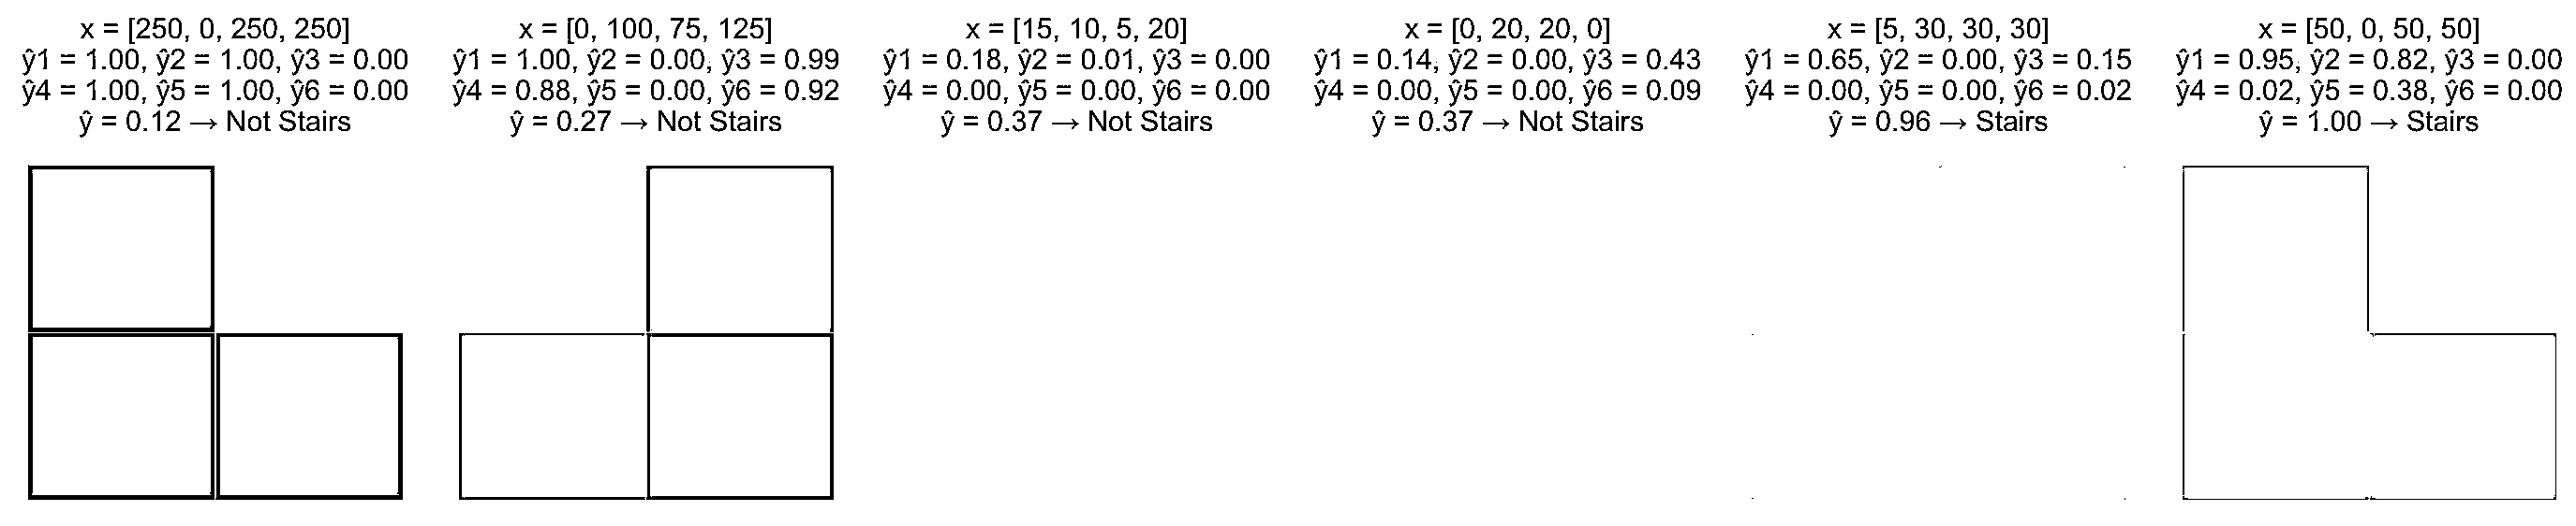 x = [250, 0, 250, 250]
ŷ1 = 1.00, ŷ2 = 1.00, ŷ3 = 0.00
ŷ4 = 1.00, ŷ5 = 1.00, ŷ6 = 0.00
ŷ = 0.12 → Not Stairs
x = [0, 100, 75, 125]
ŷ1 = 1.00, ŷ2 = 0.00, ŷ3 = 0.99
ŷ4 = 0.88, ŷ5 = 0.00, ŷ6 = 0.92
ŷ = 0.27 → Not Stairs
x = [15, 10, 5, 20]
ŷ1 = 0.18, ŷ2 = 0.01, ŷ3 = 0.00
ŷ4 = 0.00, ŷ5 = 0.00, ŷ6 = 0.00
ŷ = 0.37 → Not Stairs
x = [0, 20, 20, 0]
ŷ1 = 0.14, ŷ2 = 0.00, ŷ3 = 0.43
ŷ4 = 0.00, ŷ5 = 0.00, ŷ6 = 0.09
ŷ = 0.37 → Not Stairs
x = [5, 30, 30, 30]
ŷ1 = 0.65, ŷ2 = 0.00, ŷ3 = 0.15
ŷ4 = 0.00, ŷ5 = 0.00, ŷ6 = 0.02
ŷ = 0.96 → Stairs
x = [50, 0, 50, 50]
ŷ1 = 0.95, ŷ2 = 0.82, ŷ3 = 0.00
ŷ4 = 0.02, ŷ5 = 0.38, ŷ6 = 0.00
ŷ = 1.00 → Stairs